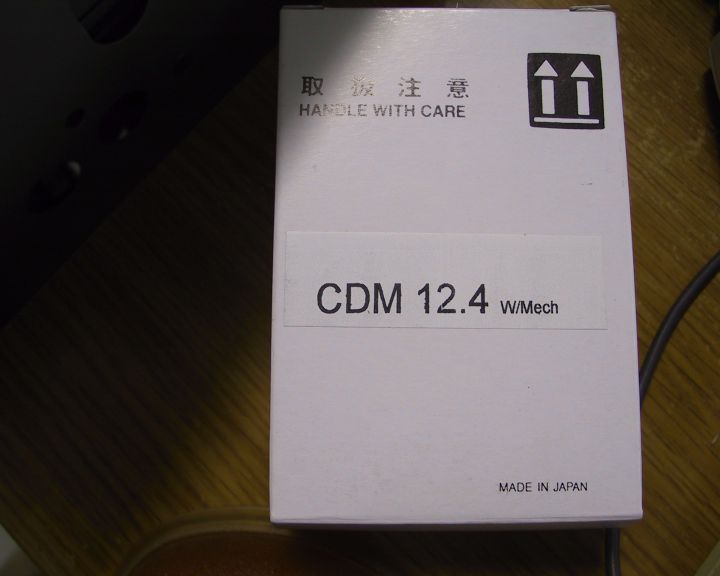 取扱注意
HANDLE WITH CARE
CDM 12.4 W/Mech
MADE IN JAPAN